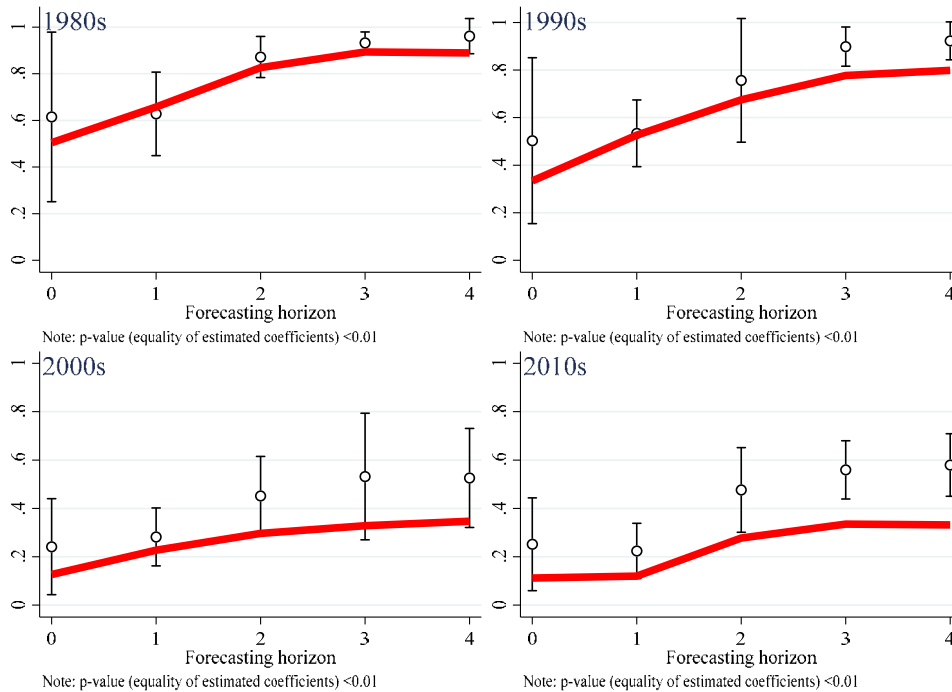 1980s
1
.8
.6
.4
.2
0
0 1 2 3 4
Forecasting horizon
Note: p-value (equality of estimated coefficients) <0.01
1990s
1
.8
.6
.4
.2
0
0 1 2 3 4
Forecasting horizon
Note: p-value (equality of estimated coefficients) <0.01
2000s
1
.8
.6
.4
.2
0
0 1 2 3 4
Forecasting horizon
Note: p-value (equality of estimated coefficients) <0.01
2010s
1
.8
.6
.4
.2
0
0 1 2 3 4
Forecasting horizon
Note: p-value (equality of estimated coefficients) <0.01